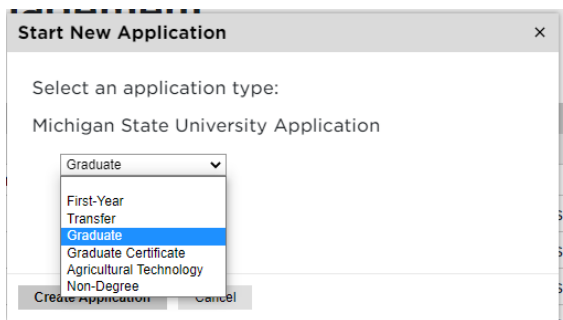 Start New Application ×
Select an application type:
Michigan State University Application
Graduate
First-Year
Transfer
Graduate
Graduate Certificate
Agricultural Technology
Non-Degree
Create Application Cancel